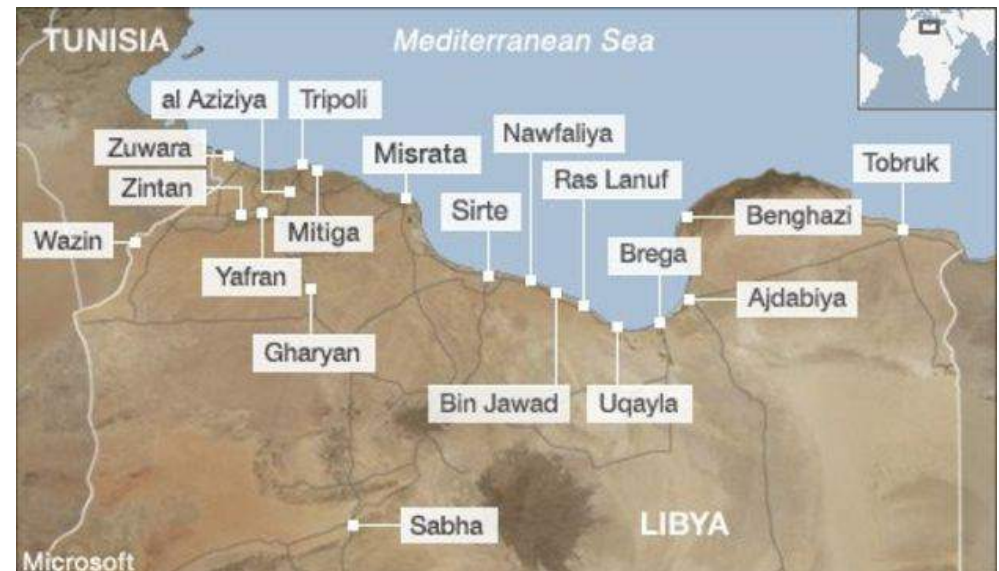 TUNISIA
Mediterranean Sea
al Aziziya
Tripoli
Nawfaliya
Zuwara
Misrata
Tobruk
Zintan
Ras Lanuf
Sirte
Benghazi
Wazin
Mitiga
Brega
Yafran
Ajdabiya
Gharyan
Bin Jawad
Uqayla
Sabha
LIBYA
Microsoft